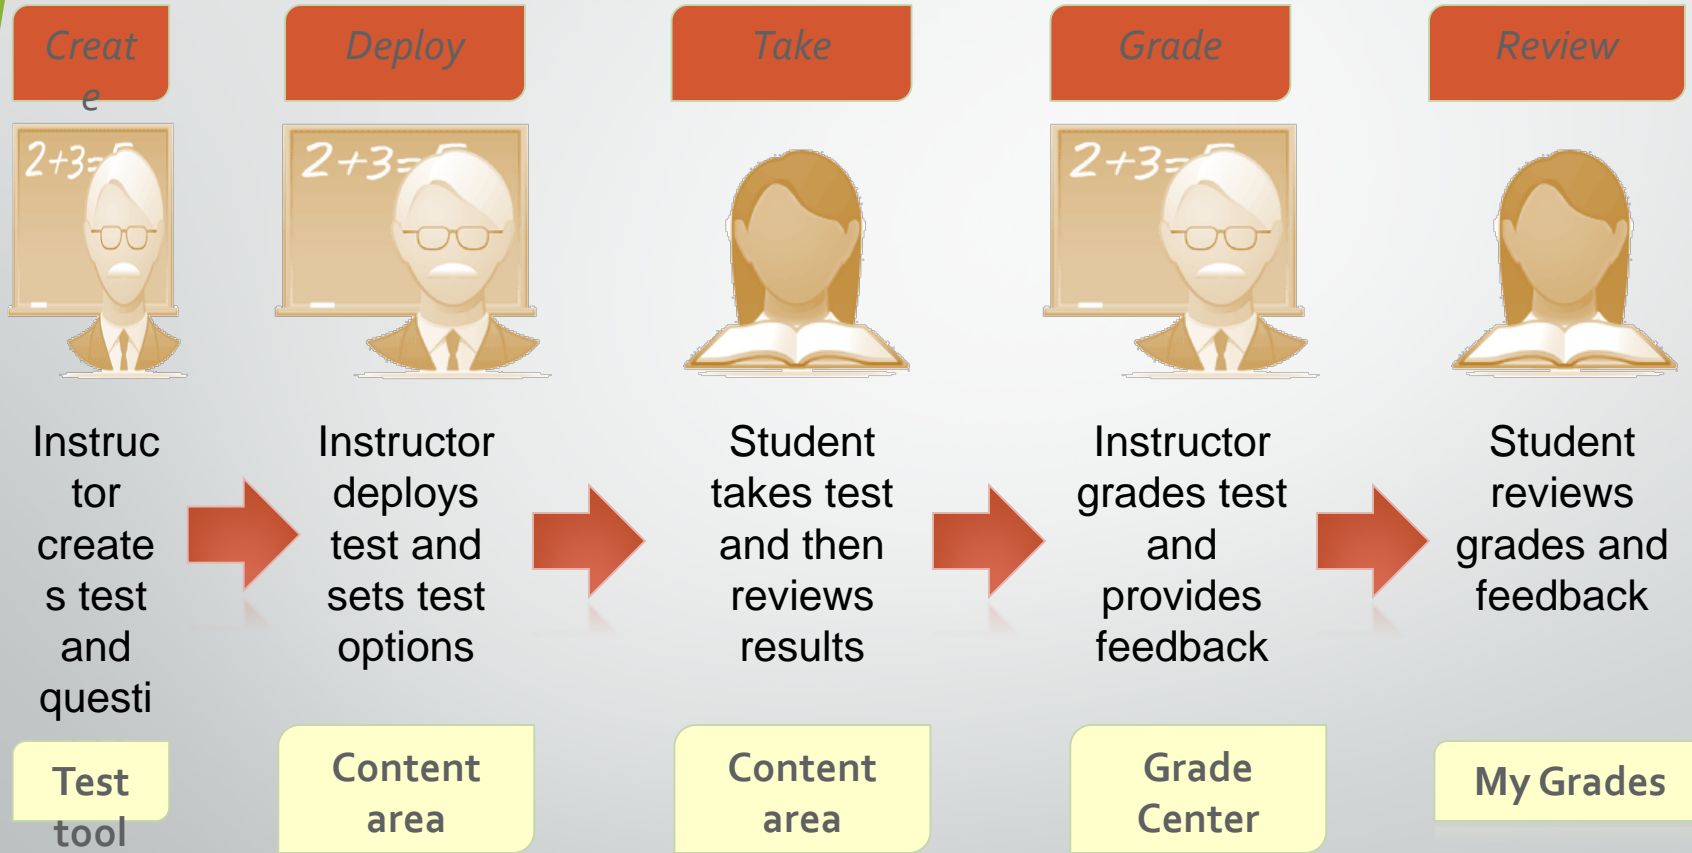 Creat
e
Deploy
Take
Grade
Review
2+3=
2+3=
2+3=
Instruc
tor
create
s test
and
questi
Instructor
deploys
test and
sets test
options
Student
takes test
and then
reviews
results
Instructor
grades test
and
provides
feedback
Student
reviews
grades and
feedback
Test
tool
Content
area
Content
area
Grade
Center
My Grades